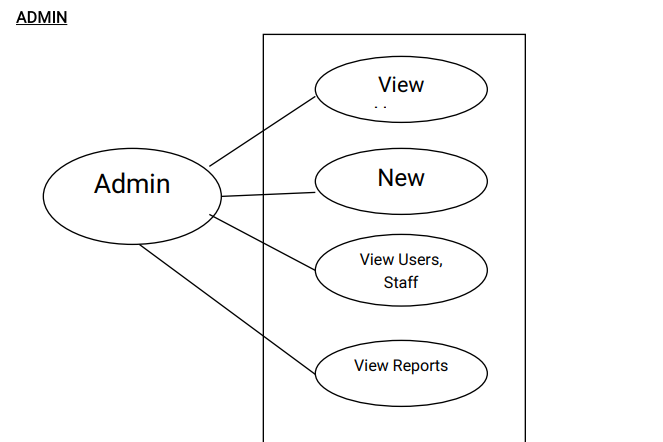 ADMIN
View
Admin
New
View Users,
Staff
View Reports